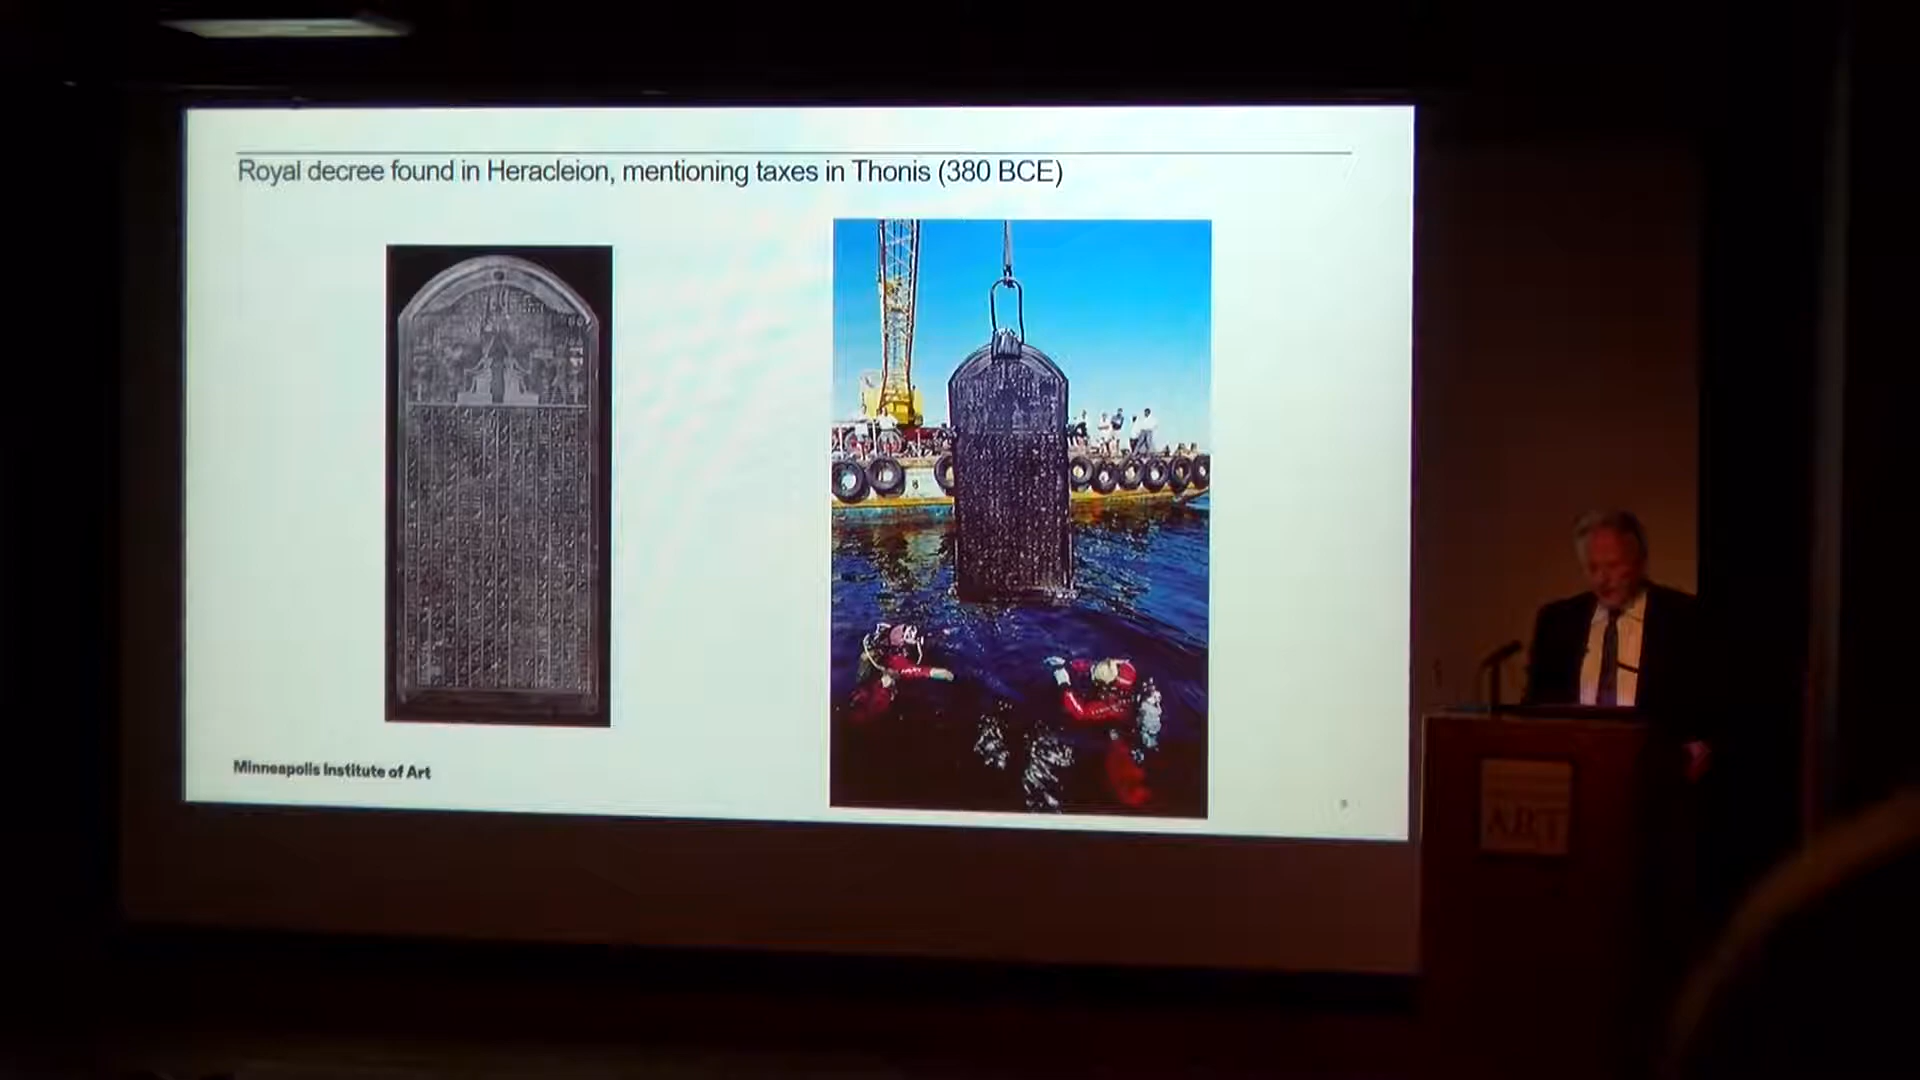 Royal decree found in Heracleion, mentioning taxes in Thonis (380 BCE)
Minneapolis Institute of Art
ART